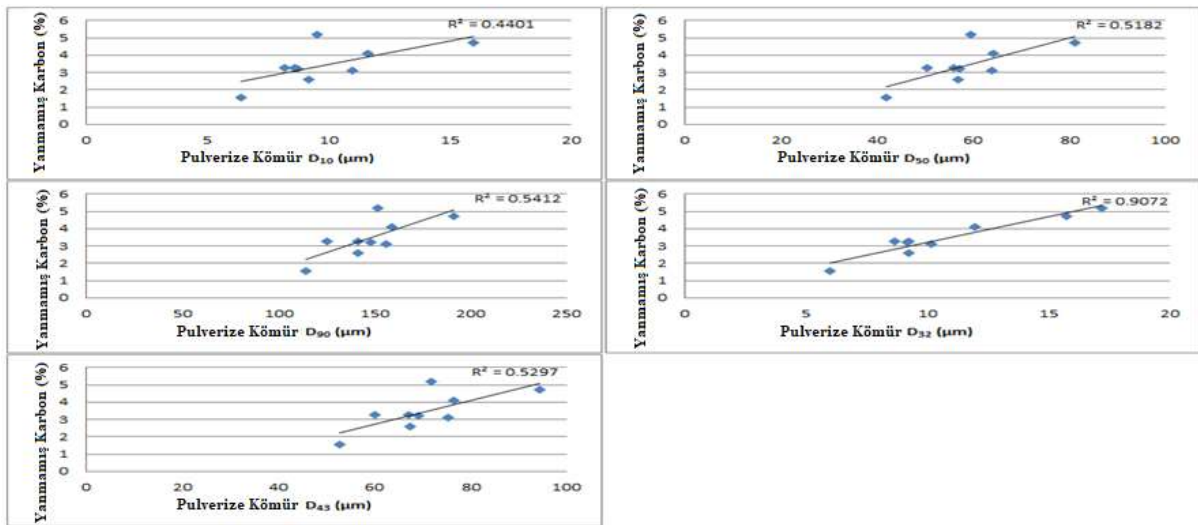 Yanmamış Karbon (%)
6
5
4
3
2
1
0
R² = 0.4401
0 5 10 15 20
Pulverize Kömür D₁₀ (µm)
Yanmamış Karbon (%)
6
5
4
3
2
1
0
R² = 0.5182
0 20 40 60 80 100
Pulverize Kömür D₅₀ (µm)
Yanmamış Karbon (%)
6
5
4
3
2
1
0
R² = 0.5412
0 50 100 150 200 250
Pulverize Kömür D₉₀ (µm)
Yanmamış Karbon (%)
6
5
4
3
2
1
0
R² = 0.9072
0 5 10 15 20
Pulverize Kömür D₃₂ (µm)
Yanmamış Karbon (%)
6
5
4
3
2
1
0
R² = 0.5297
0 20 40 60 80 100
Pulverize Kömür D₄₃ (µm)